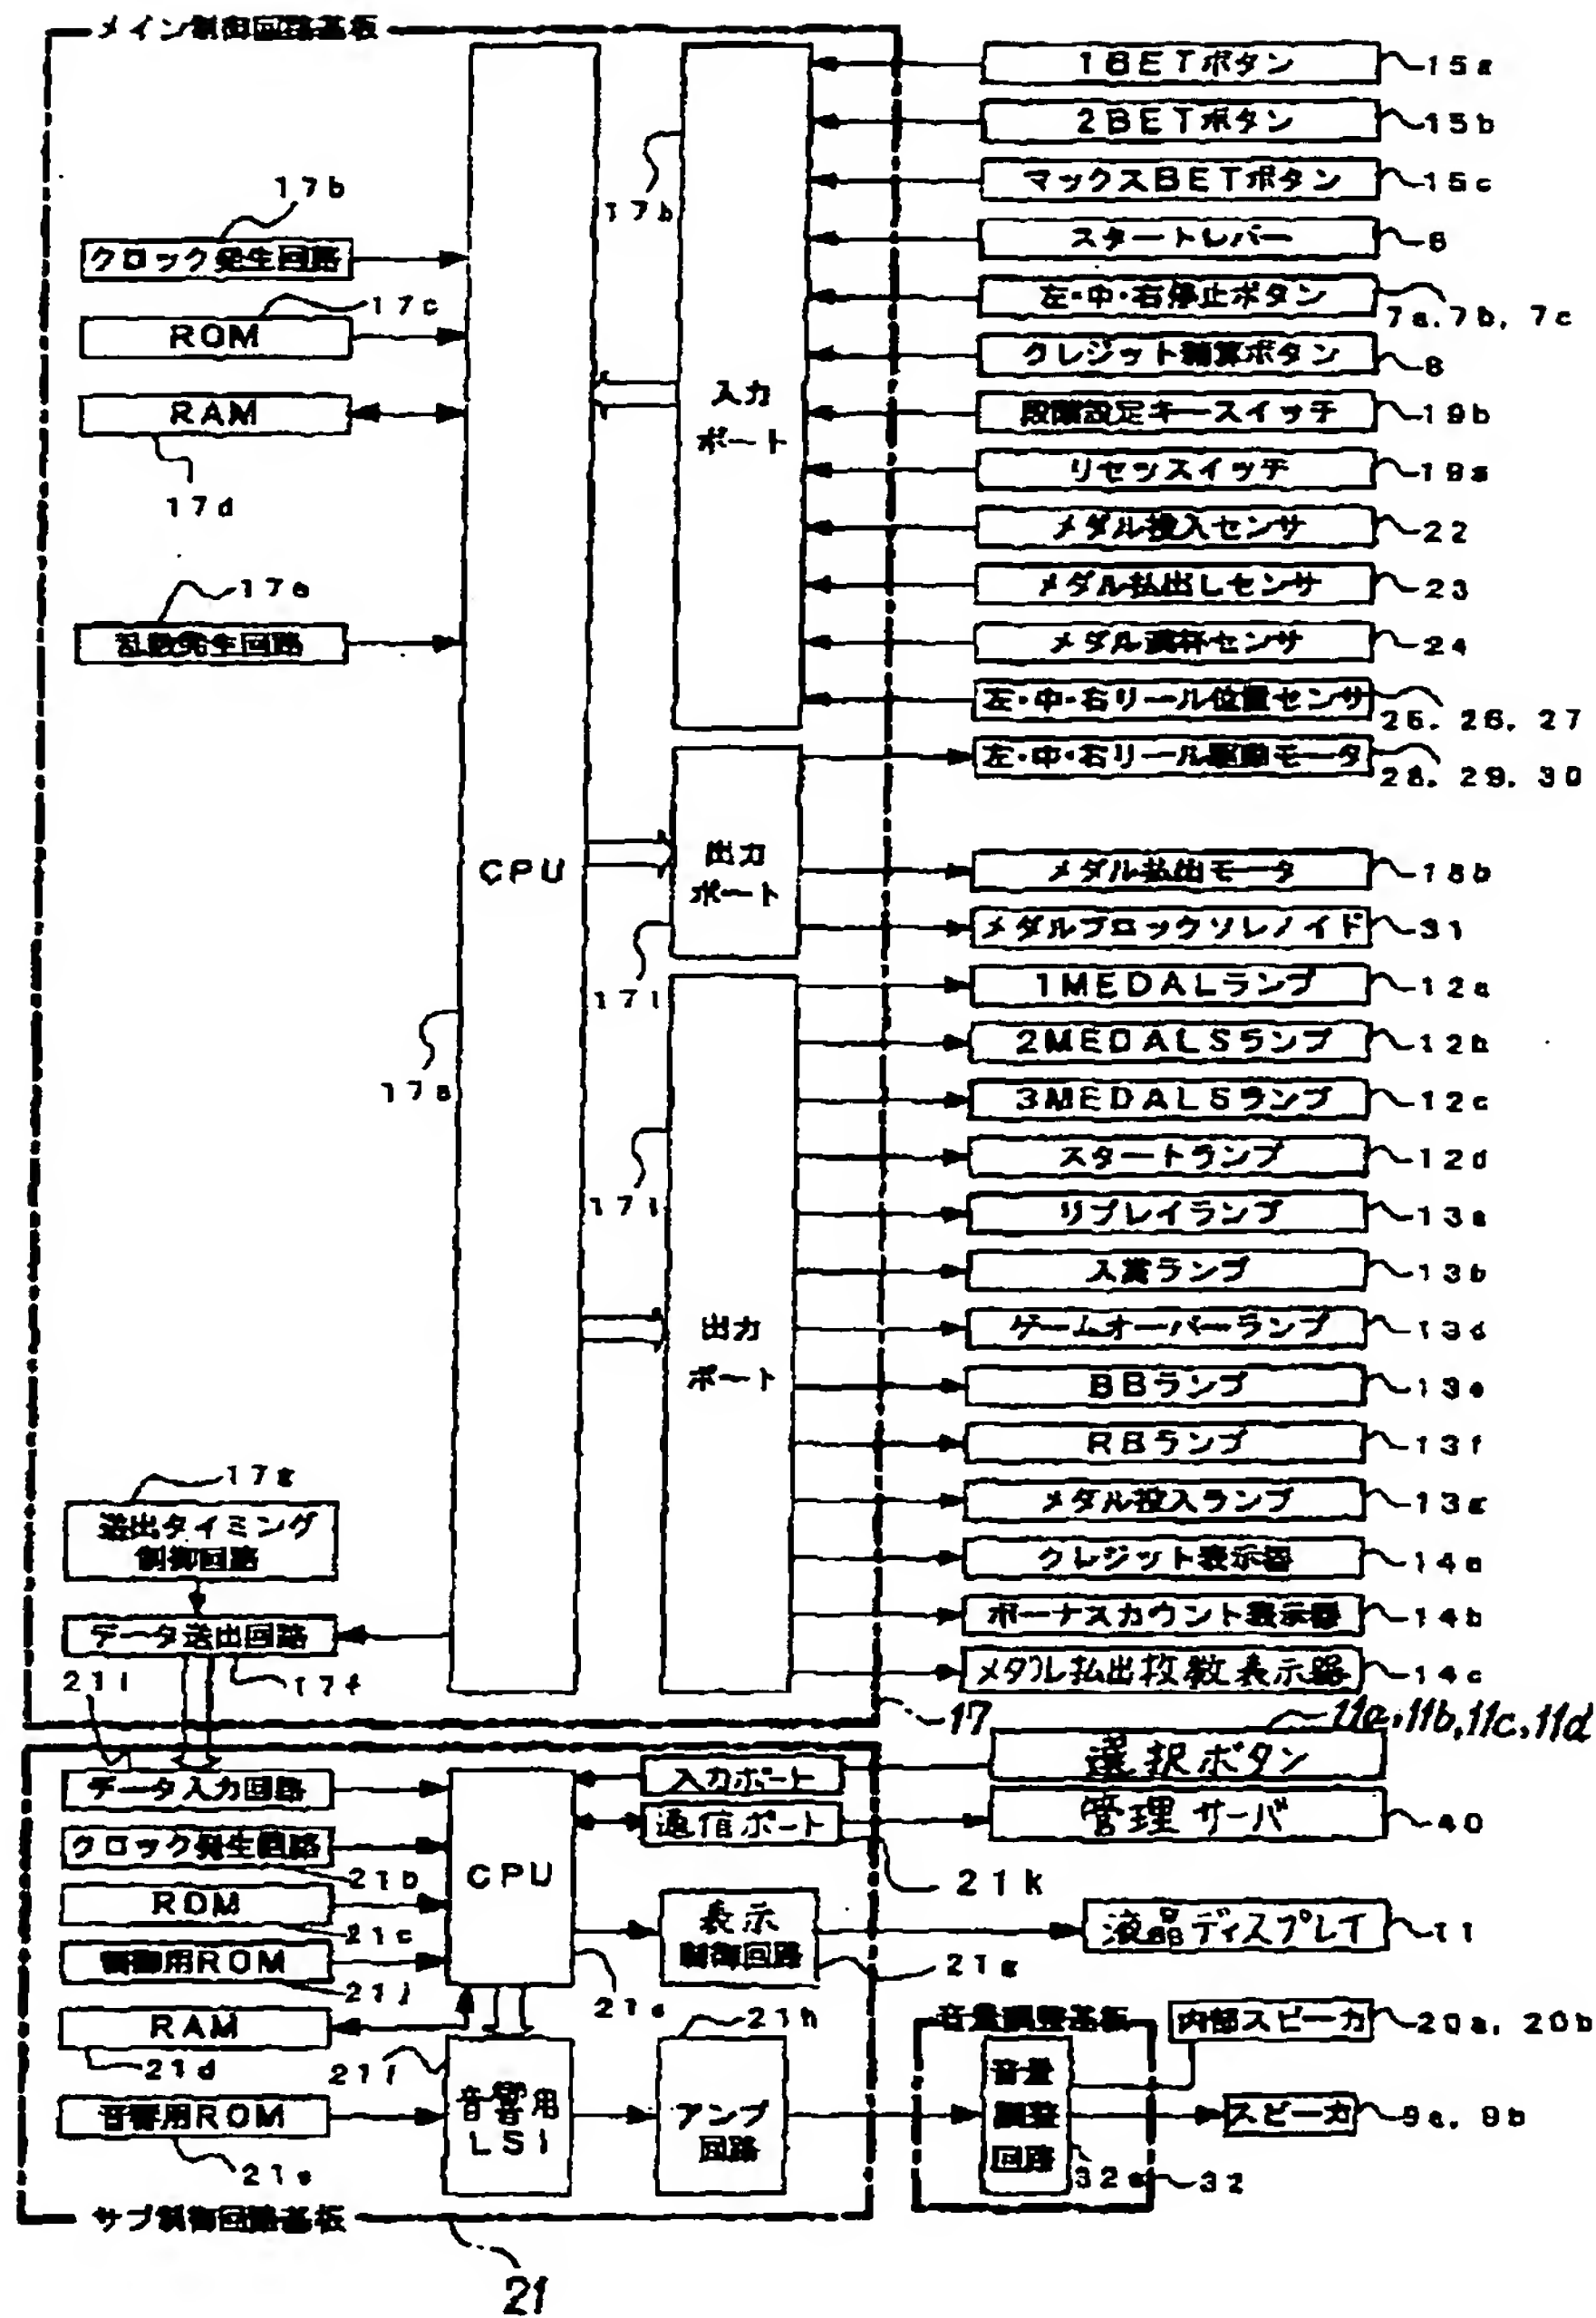 メイン制御回路基板
1BETボタン 15a
2BETボタン 15b
17b
マックスBETボタン 15c
17h
クロック発生回路
スタートレバー 6
17c
左・中・右停止ボタン
7a,7b,7c
ROM
クレジット精算ボタン 8
入力
ポート
RAM
段階設定キースイッチ 19b
リセッスイッチ 19a
17d
メダル投入センサ 22
17e
メダル払出しセンサ 23
乱数発生回路
メダル満杯センサ 24
左・中・右リール位置センサ
25, 26, 27
左・中・右リール駆動モータ
28, 29, 30
CPU
出力
ポート
メダル払出モータ 18b
メダルブロックソレノイド 31
17i
1MEDALランプ 12a
2MEDALSランプ 12b
17a
3MEDALSランプ 12c
スタートランプ 12d
17i
リプレイランプ 13a
入賞ランプ 13b
出力
ポート
ゲームオーバーランプ 13d
BBランプ 13e
RBランプ 13f
17g
メダル投入ランプ 13g
送出タイミング
制御回路
クレジット表示器 14a
データ送出回路
ボーナスカウント表示器 14b
21i
17f
メダル払出枚数表示器 14c
17
11a,11b,11c,11d
データ入力回路
入力ポート
選択ボタン
通信ポート
管理サーバ 40
クロック発生回路
21b
CPU
21k
ROM
21c
表示
制御回路
液晶ディスプレイ 11
制御用ROM
21j
21a
21g
RAM
21d
21h
音量調整基板
内部スピーカ 20a, 20b
21f
音響用ROM
音響用
LSI
アンプ
回路
音量
調整
回路
スピーカ 9a, 9b
21e
32a
32
サブ制御回路基板
21